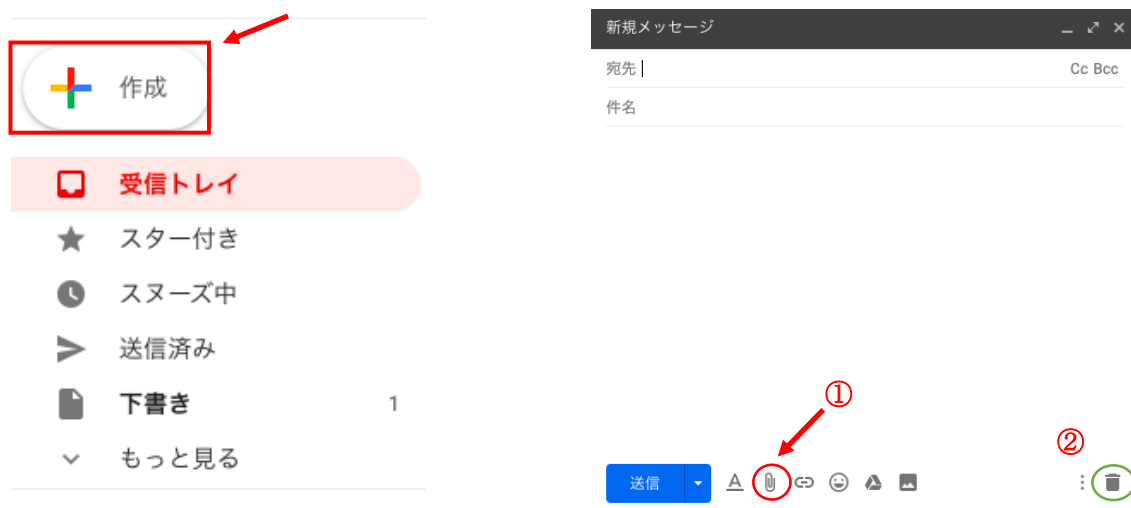 作成
受信トレイ
スター付き
スヌーズ中
送信済み
下書き 1
もっと見る
新規メッセージ
宛先 Cc Bcc
件名
①
②
送信 A